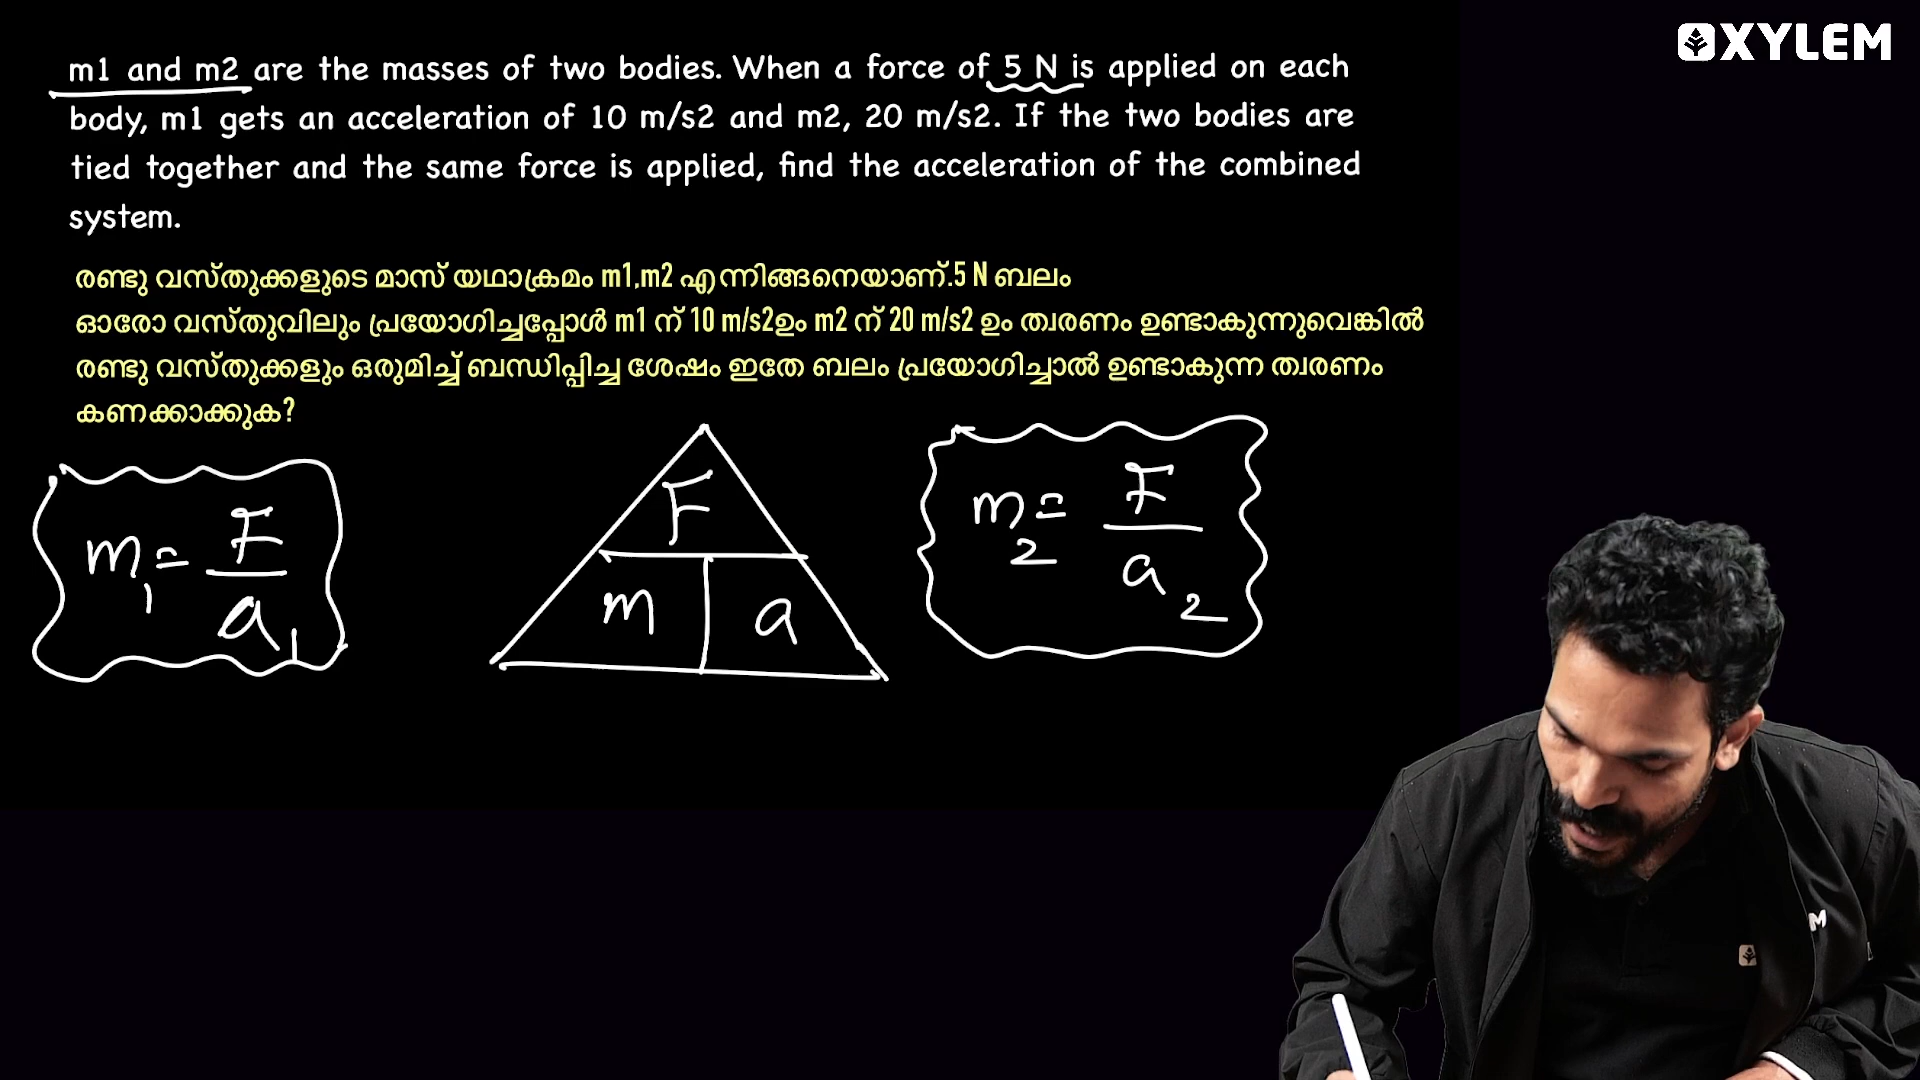 OXYLEM
m1 and m2 are the masses of two bodies. When a force of 5 N is applied on each
body, m1 gets an acceleration of 10 m/s2 and m2, 20 m/s2. If the two bodies are
tied together and the same force is applied, find the acceleration of the combined
system.
രണ്ടു വസ്തുക്കളുടെ മാസ് യഥാക്രമം m1,m2 എന്നിങ്ങനെയാണ്.5 N ബലം
ഓരോ വസ്തുവിലും പ്രയോഗിച്ചപ്പോൾ m1 ന് 10 m/s2ഉം m2 ന് 20 m/s2 ഉം ത്വരണം ഉണ്ടാകുന്നുവെങ്കിൽ
രണ്ടു വസ്തുക്കളും ഒരുമിച്ച് ബന്ധിപ്പിച്ച ശേഷം ഇതേ ബലം പ്രയോഗിച്ചാൽ ഉണ്ടാകുന്ന ത്വരണം
കണക്കാക്കുക?
m₁ = F/a₁
F
m a
m₂ = F/a₂
M